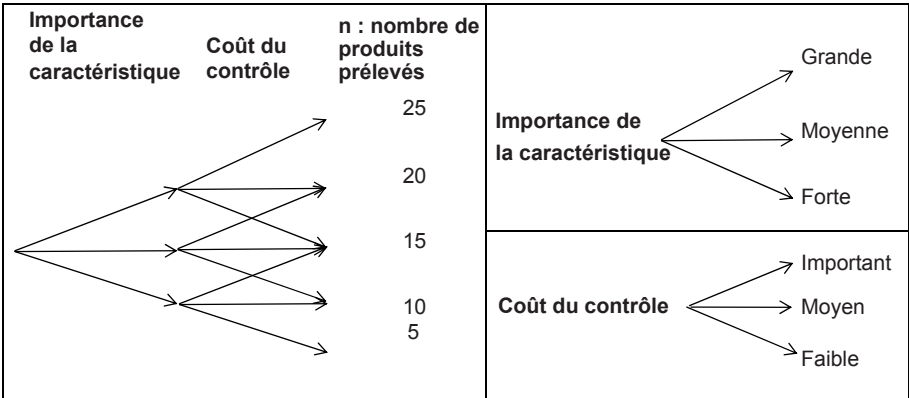 Importance
de la
caractéristique
Coût du
contrôle
n : nombre de
produits
prélevés
25
20
15
10
5
Importance de
la caractéristique
Grande
Moyenne
Forte
Coût du contrôle
Important
Moyen
Faible